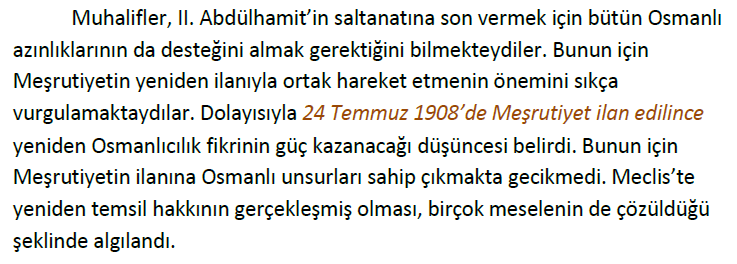 Muhalifler, II. Abdülhamit’in saltanatına son vermek için bütün Osmanlı
azınlıklarının da desteğini almak gerektiğini bilmekteydiler. Bunun için
Meşrutiyetin yeniden ilanıyla ortak hareket etmenin önemini sıkça
vurgulamaktaydılar. Dolayısıyla 24 Temmuz 1908’de Meşrutiyet ilan edilince
yeniden Osmanlıcılık fikrinin güç kazanacağı düşüncesi belirdi. Bunun için
Meşrutiyetin ilanına Osmanlı unsurları sahip çıkmakta gecikmedi. Meclis’te
yeniden temsil hakkının gerçekleşmiş olması, birçok meselenin de çözüldüğü
şeklinde algılandı.